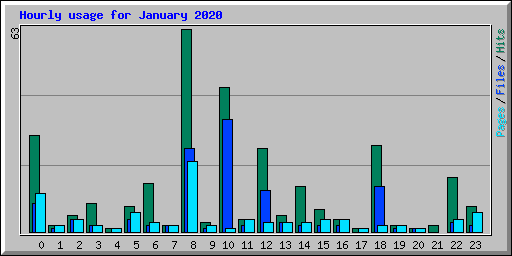 Hourly usage for January 2020
63
Pages/Files/Hits
0 1 2 3 4 5 6 7 8 9 10 11 12 13 14 15 16 17 18 19 20 21 22 23